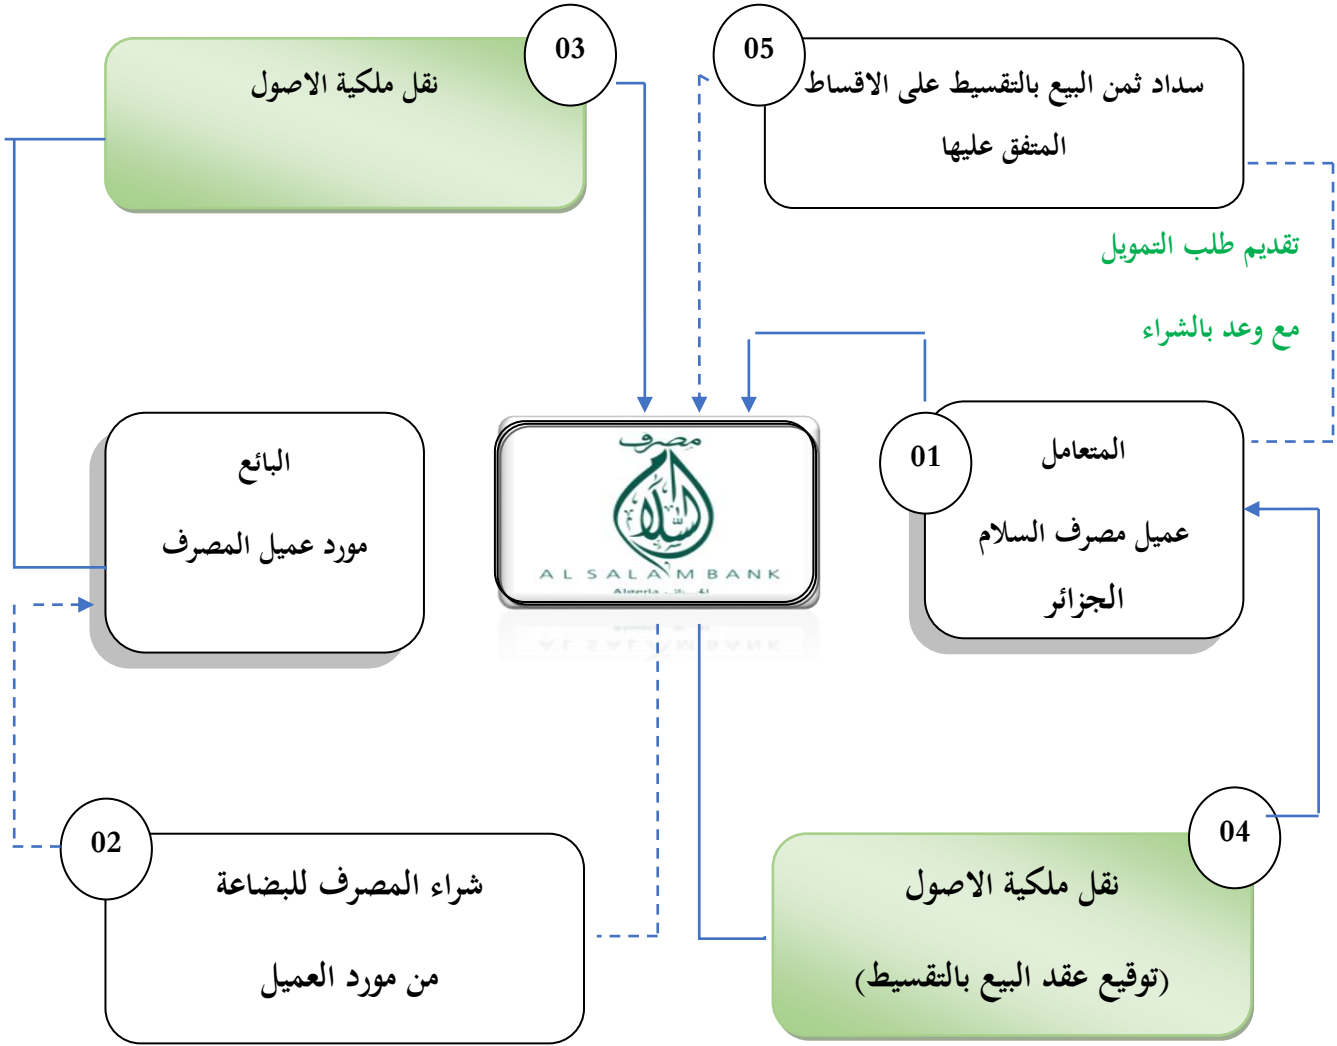 03
نقل ملكية الاصول
05
سداد ثمن البيع بالتقسيط على الاقساط
المتفق عليها
تقديم طلب التمويل
مع وعد بالشراء
01
المتعامل
عميل مصرف السلام
الجزائر
مصرف
السلام
AL SALAM BANK
Algeria
البائع
مورد عميل المصرف
02
شراء المصرف للبضاعة
من مورد العميل
04
نقل ملكية الاصول
(توقيع عقد البيع بالتقسيط)